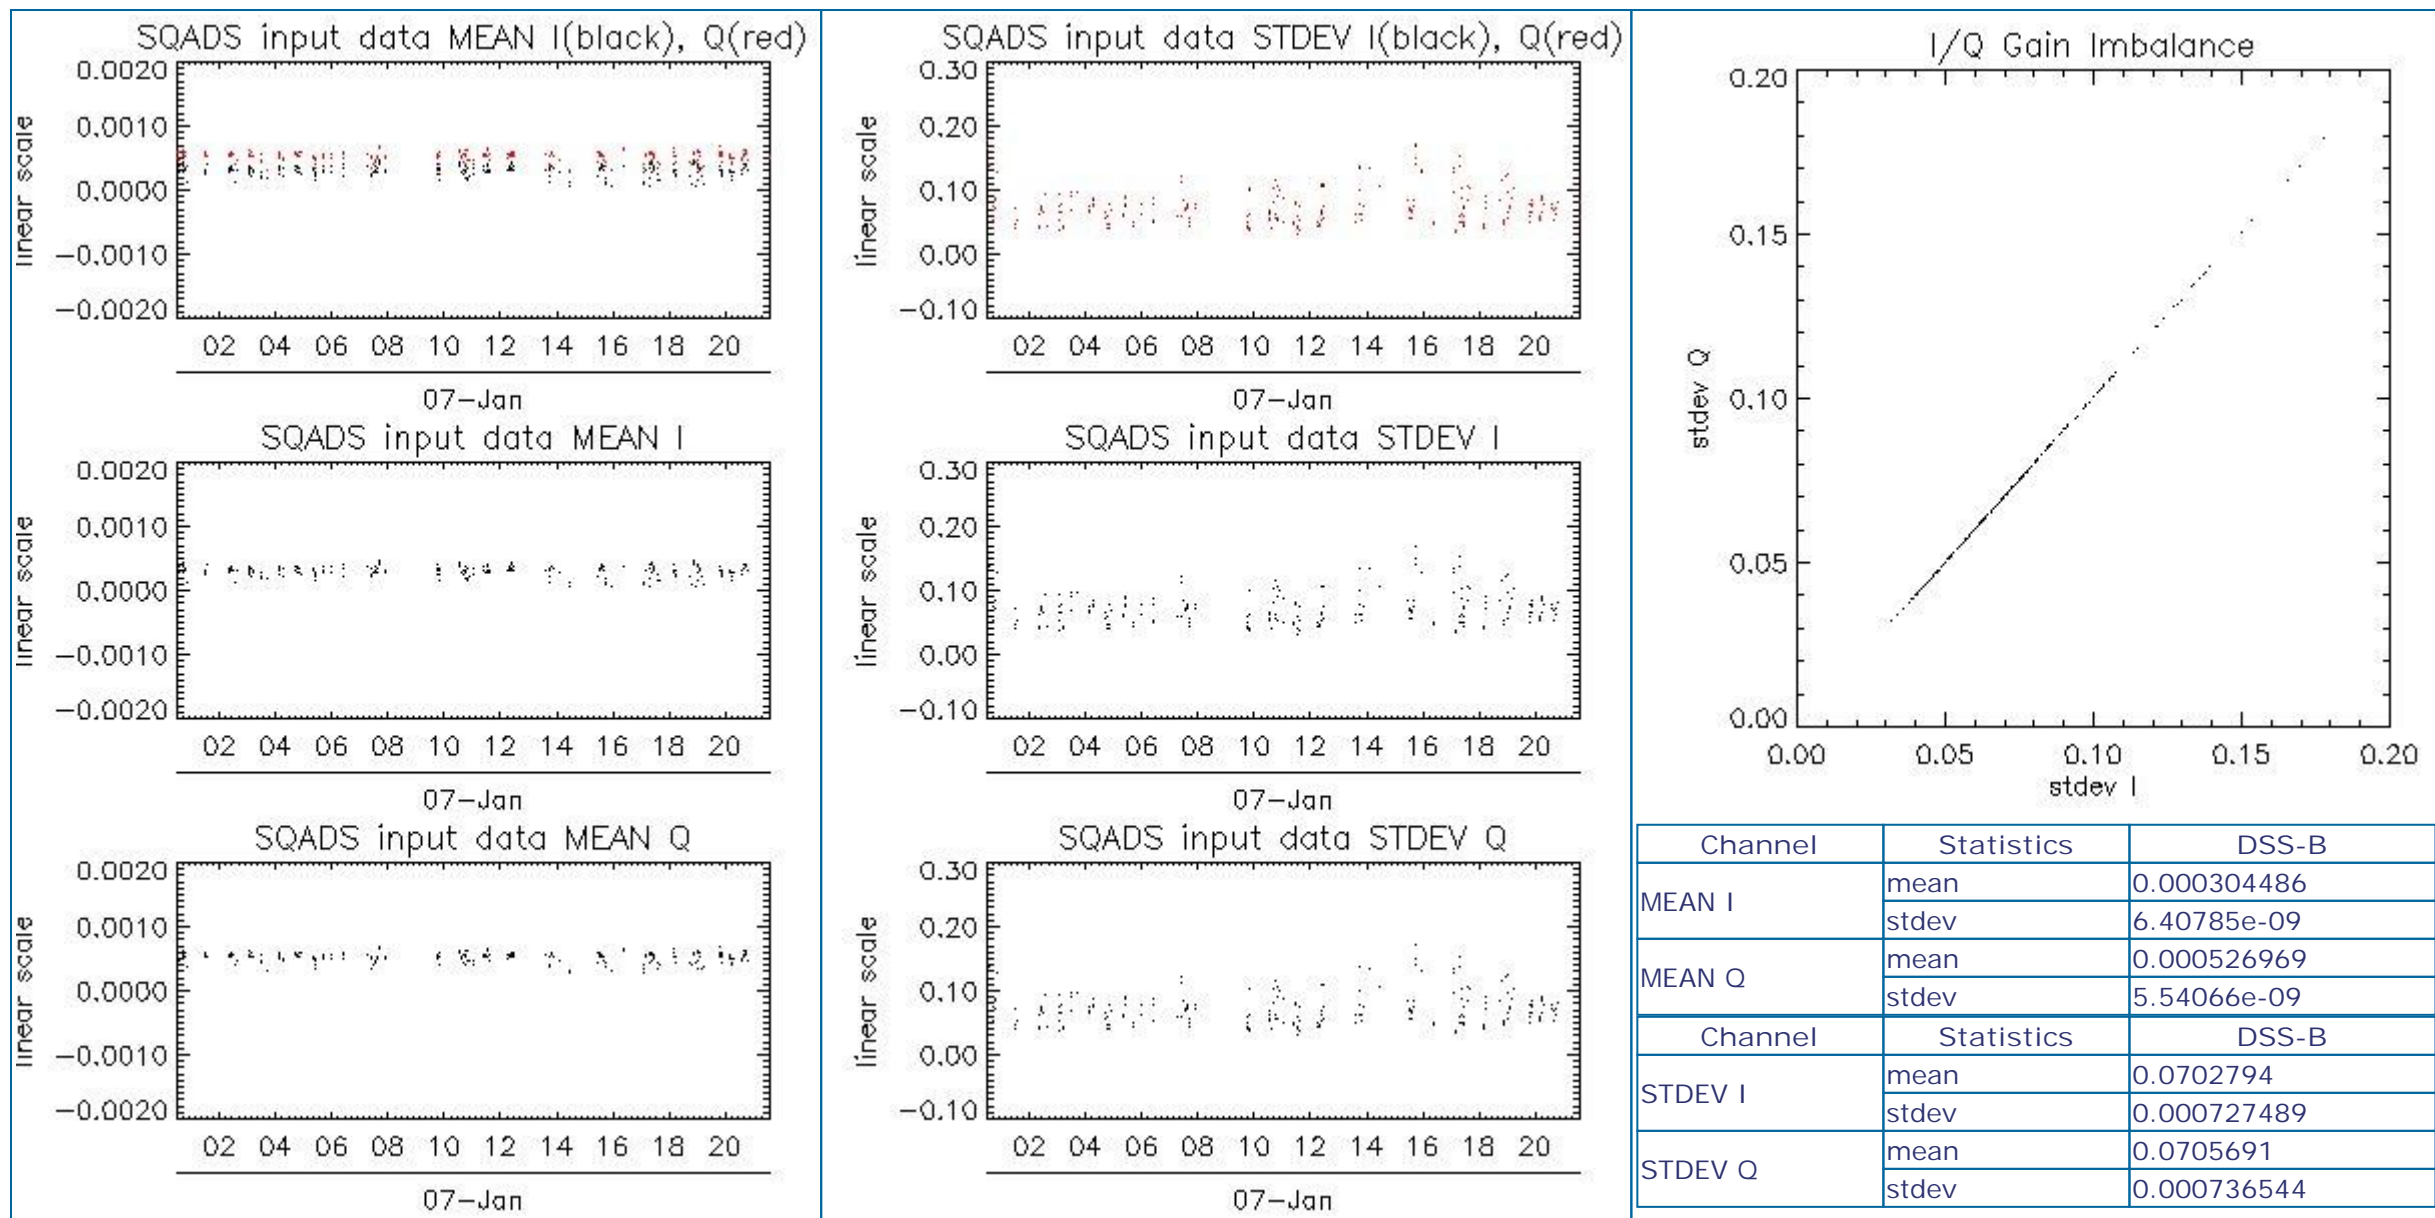 SQADS input data MEAN I(black), Q(red)
0.0020
0.0010
0.0000
-0.0010
-0.0020
linear scale
02 04 06 08 10 12 14 16 18 20
07-Jan
SQADS input data MEAN I
0.0020
0.0010
0.0000
-0.0010
-0.0020
linear scale
02 04 06 08 10 12 14 16 18 20
07-Jan
SQADS input data MEAN Q
0.0020
0.0010
0.0000
-0.0010
-0.0020
linear scale
02 04 06 08 10 12 14 16 18 20
07-Jan
SQADS input data STDEV I(black), Q(red)
0.30
0.20
0.10
0.00
-0.10
linear scale
02 04 06 08 10 12 14 16 18 20
07-Jan
SQADS input data STDEV I
0.30
0.20
0.10
0.00
-0.10
linear scale
02 04 06 08 10 12 14 16 18 20
07-Jan
SQADS input data STDEV Q
0.30
0.20
0.10
0.00
-0.10
linear scale
02 04 06 08 10 12 14 16 18 20
07-Jan
I/Q Gain Imbalance
0.20
0.15
0.10
0.05
0.00
stdev Q
0.00 0.05 0.10 0.15 0.20
stdev I
Channel Statistics DSS-B
MEAN I mean 0.000304486
stdev 6.40785e-09
MEAN Q mean 0.000526969
stdev 5.54066e-09
Channel Statistics DSS-B
STDEV I mean 0.0702794
stdev 0.000727489
STDEV Q mean 0.0705691
stdev 0.000736544